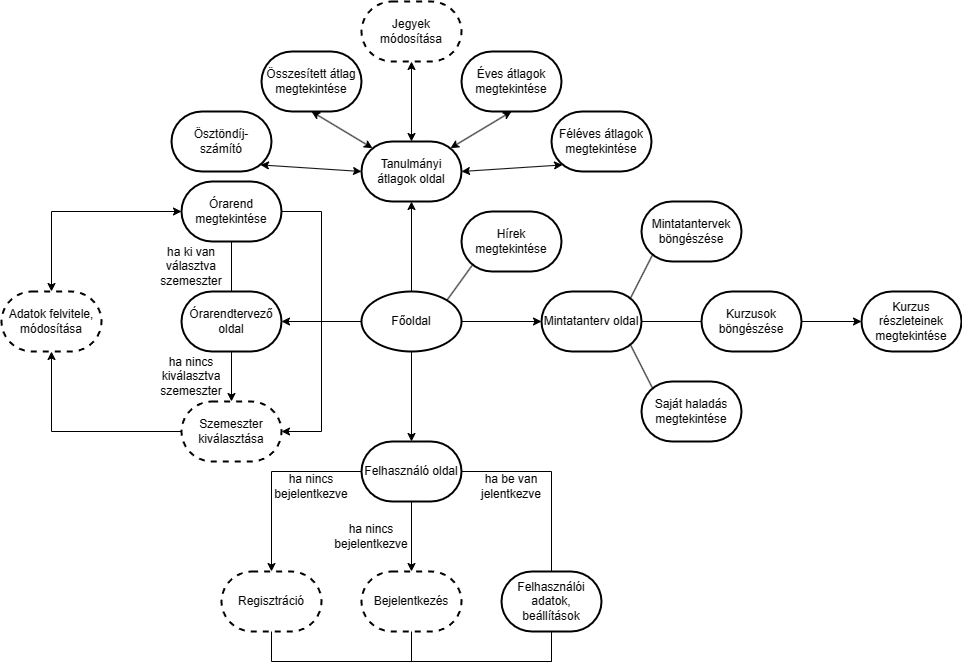 Jegyek
módosítása
Összesített átlag
megtekintése
Éves átlagok
megtekintése
Ösztöndíj-
számító
Féléves átlagok
megtekintése
Tanulmányi
átlagok oldal
Órarend
megtekintése
Hírek
megtekintése
Mintatantervek
böngészése
ha ki van
választva
szemeszter
Adatok felvitele,
módosítása
Órarendtervező
oldal
Főoldal
Mintatanterv oldal
Kurzusok
böngészése
Kurzus
részleteinek
megtekintése
ha nincs
kiválasztva
szemeszter
Szemeszter
kiválasztása
Saját haladás
megtekintése
Felhasználó oldal
ha nincs
bejelentkezve
ha be van
jelentkezve
ha nincs
bejelentkezve
Regisztráció
Bejelentkezés
Felhasználói
adatok,
beállítások